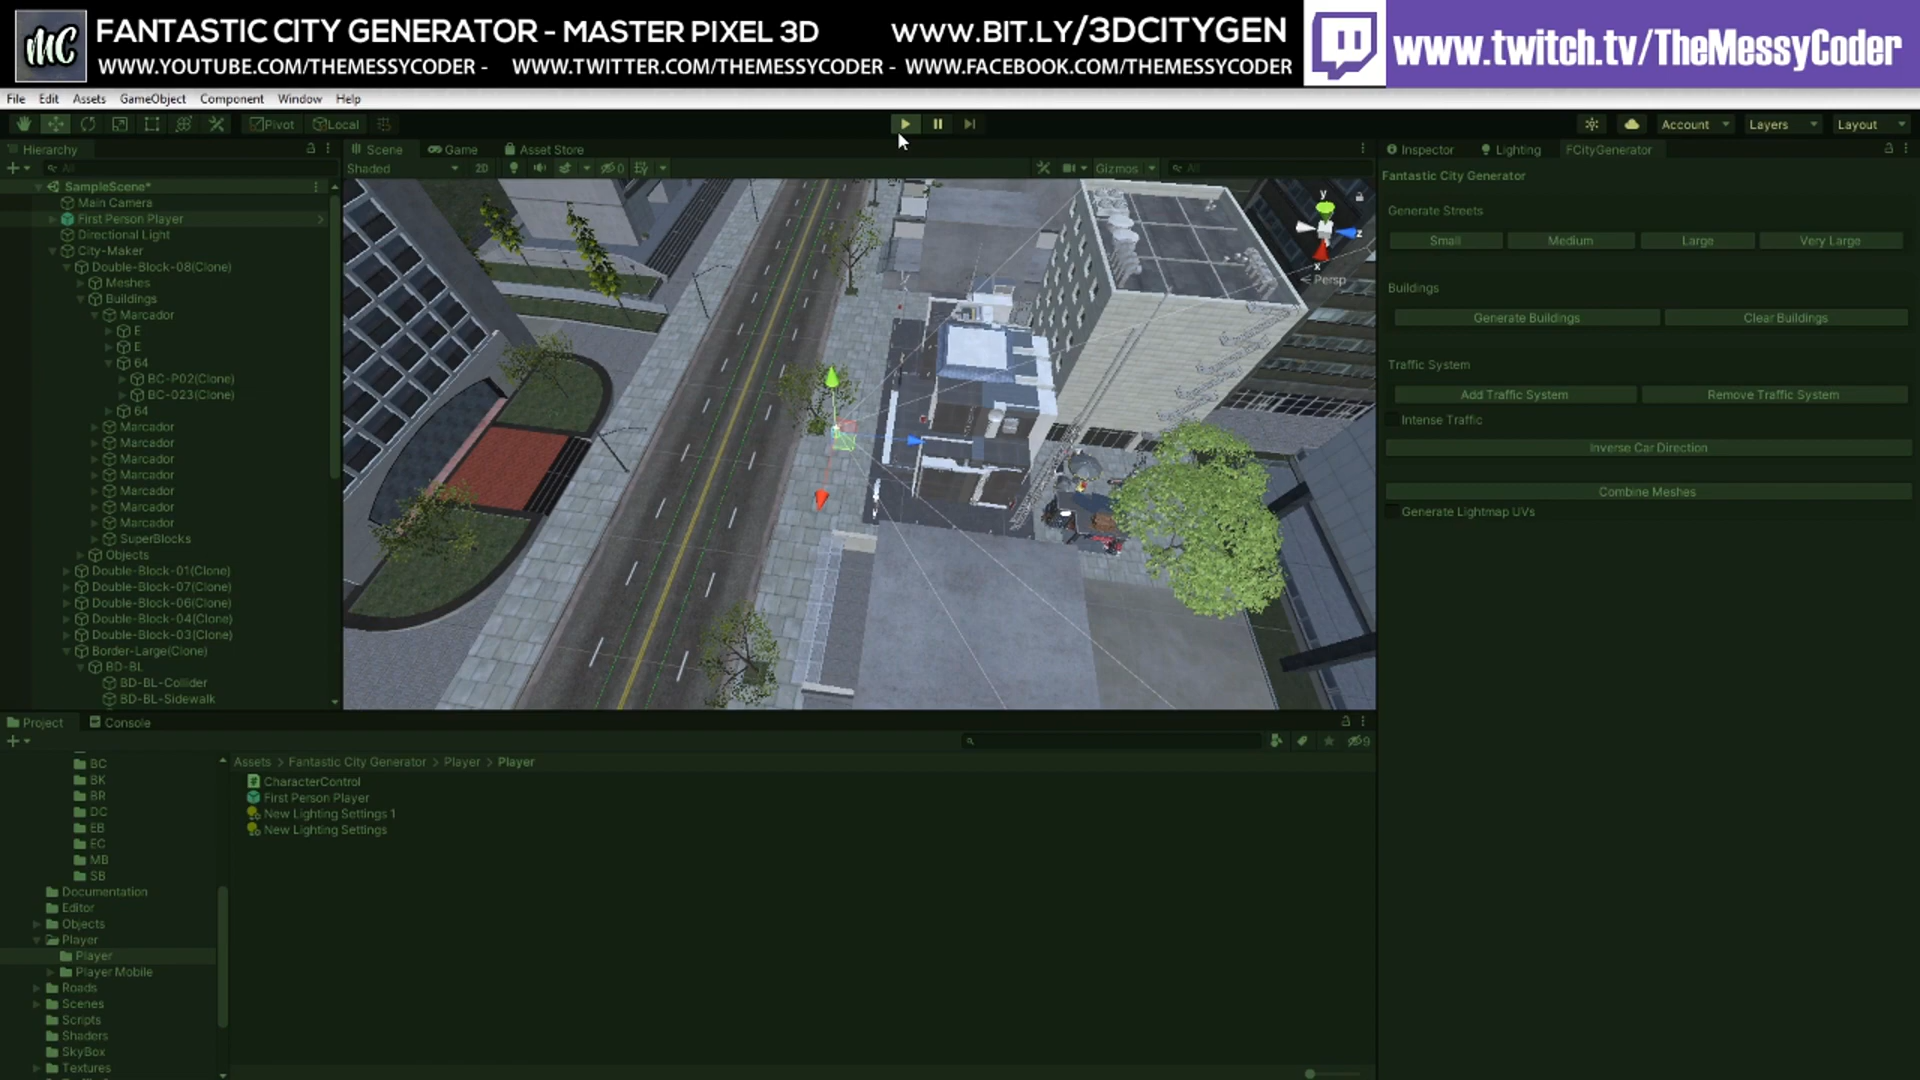 MC
FANTASTIC CITY GENERATOR - MASTER PIXEL 3D
WWW.BIT.LY/3DCITYGEN
WWW.YOUTUBE.COM/THEMESSYCODER - WWW.TWITTER.COM/THEMESSYCODER - WWW.FACEBOOK.COM/THEMESSYCODER
www.twitch.tv/TheMessyCoder
File Edit Assets GameObject Component Window Help
Pivot Local
Account Layers Layout
Hierarchy
All
SampleScene*
Main Camera
First Person Player
Directional Light
City-Maker
Double-Block-08(Clone)
Meshes
Buildings
Marcador
E
E
64
BC-P02(Clone)
BC-023(Clone)
64
Marcador
Marcador
Marcador
Marcador
Marcador
Marcador
Marcador
SuperBlocks
Objects
Double-Block-01(Clone)
Double-Block-07(Clone)
Double-Block-06(Clone)
Double-Block-04(Clone)
Double-Block-03(Clone)
Border-Large(Clone)
BD-BL
BD-BL-Collider
BD-BL-Sidewalk
Scene Game Asset Store
Shaded 2D 0 Gizmos All
y
z
x
Persp
Inspector Lighting FCityGenerator
Fantastic City Generator
Generate Streets
Small Medium Large Very Large
Buildings
Generate Buildings Clear Buildings
Traffic System
Add Traffic System Remove Traffic System
Intense Traffic
Inverse Car Direction
Combine Meshes
Generate Lightmap UVs
Project Console
9
BC
BK
BR
DC
EB
EC
MB
SB
Documentation
Editor
Objects
Player
Player
Player Mobile
Roads
Scenes
Scripts
Shaders
SkyBox
Textures
Assets > Fantastic City Generator > Player > Player
CharacterControl
First Person Player
New Lighting Settings 1
New Lighting Settings